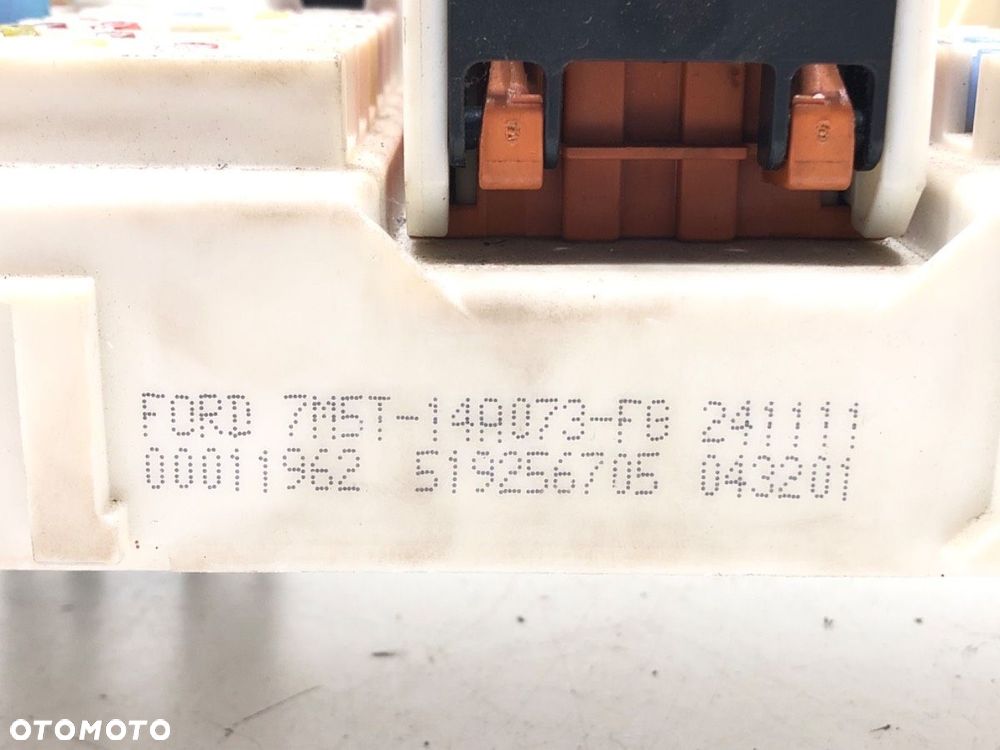 FORD 7M5T-14A073-FG 241111
00011962 519256705 043201
OTOMOTO